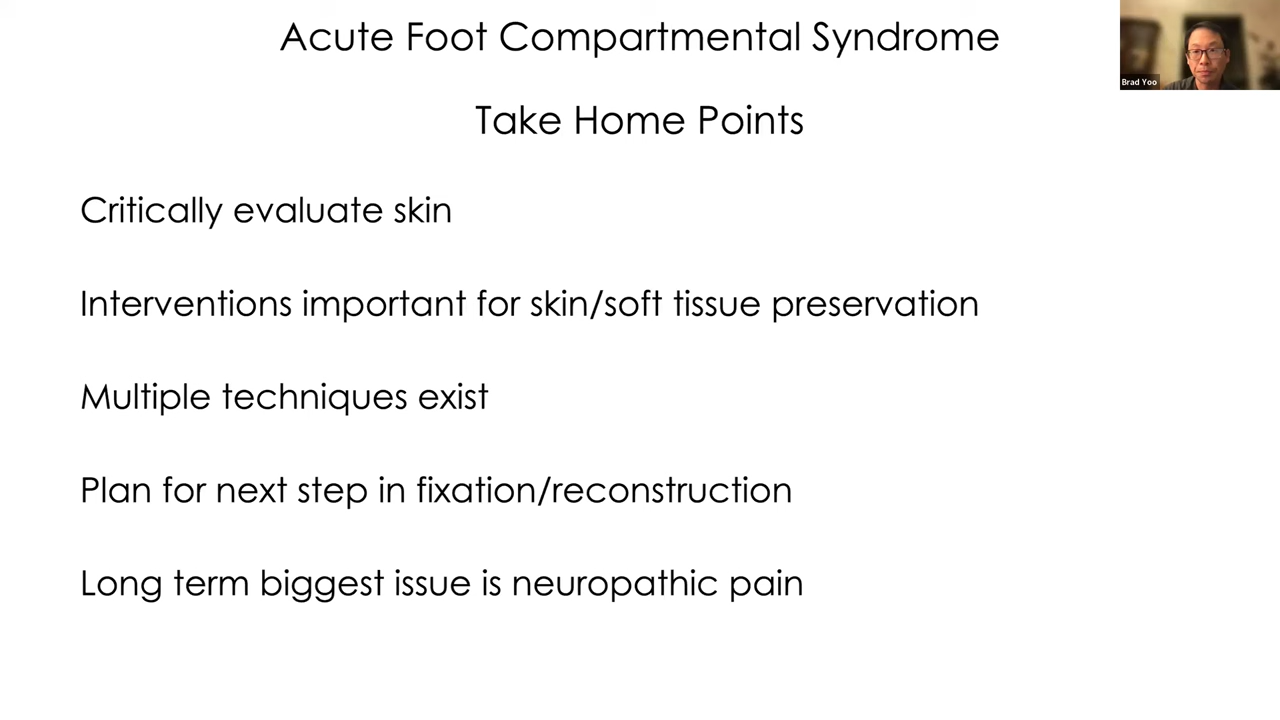 Acute Foot Compartmental Syndrome
Brad Yoo
Take Home Points
Critically evaluate skin
Interventions important for skin/soft tissue preservation
Multiple techniques exist
Plan for next step in fixation/reconstruction
Long term biggest issue is neuropathic pain